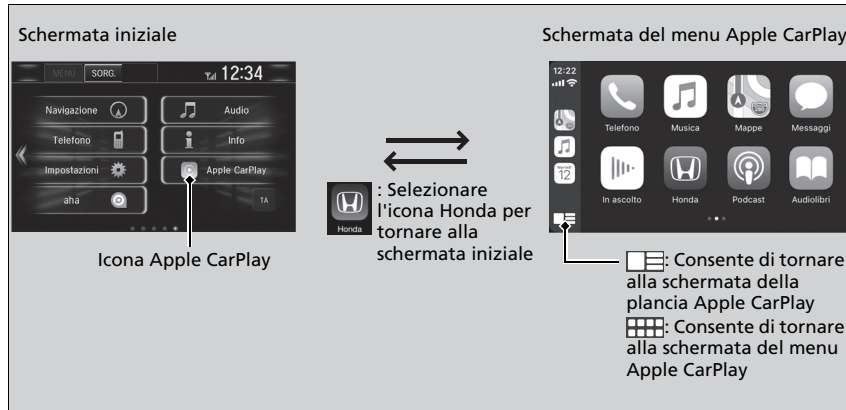 Schermata iniziale
MENU SORG. 12:34
Navigazione Audio
Telefono Info
Impostazioni Apple CarPlay
aha TA
Icona Apple CarPlay
Honda
: Selezionare
l'icona Honda per
tornare alla
schermata iniziale
Schermata del menu Apple CarPlay
12:22
Telefono Musica Mappe Messaggi
12
In ascolto Honda Podcast Audiolibri
: Consente di tornare
alla schermata della
plancia Apple CarPlay
: Consente di tornare
alla schermata del menu
Apple CarPlay